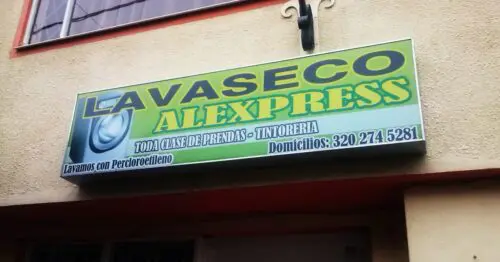 LAVASECO
ALEXPRESS
TODA CLASE DE PRENDAS - TINTORERIA
Lavamos con Percloroetileno
Domicilios: 320 274 5281